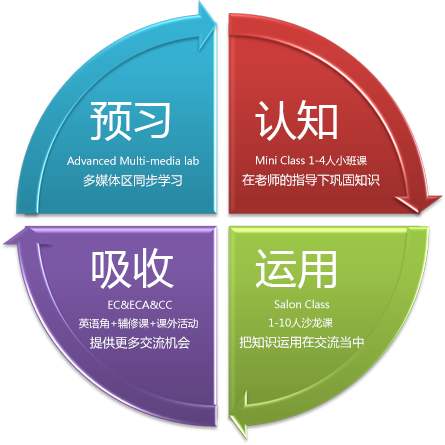 预习
Advanced Multi-media lab
多媒体区同步学习
认知
Mini Class 1-4人小班课
在老师的指导下巩固知识
吸收
EC&ECA&CC
英语角+辅修课+课外活动
提供更多交流机会
运用
Salon Class
1-10人沙龙课
把知识运用在交流当中